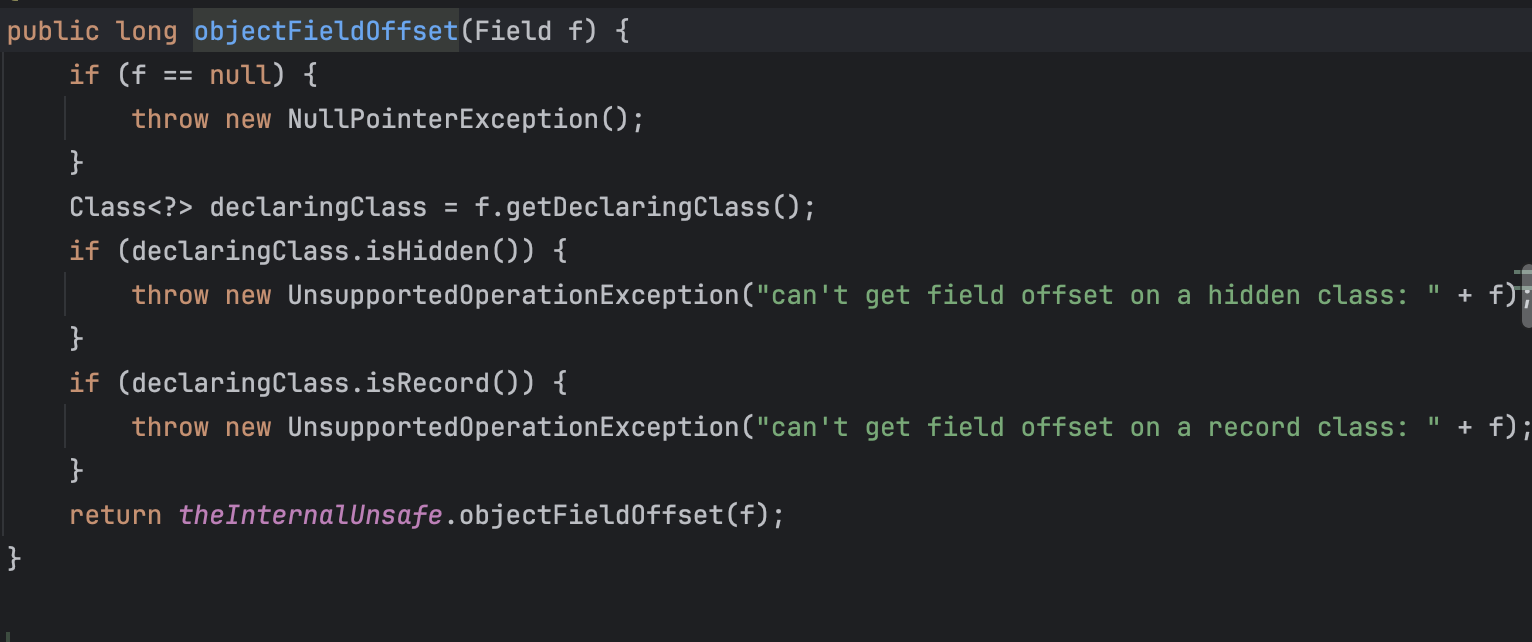 public long objectFieldOffset(Field f) {
    if (f == null) {
        throw new NullPointerException();
    }
    Class<?> declaringClass = f.getDeclaringClass();
    if (declaringClass.isHidden()) {
        throw new UnsupportedOperationException("can't get field offset on a hidden class: " + f);
    }
    if (declaringClass.isRecord()) {
        throw new UnsupportedOperationException("can't get field offset on a record class: " + f);
    }
    return theInternalUnsafe.objectFieldOffset(f);
}